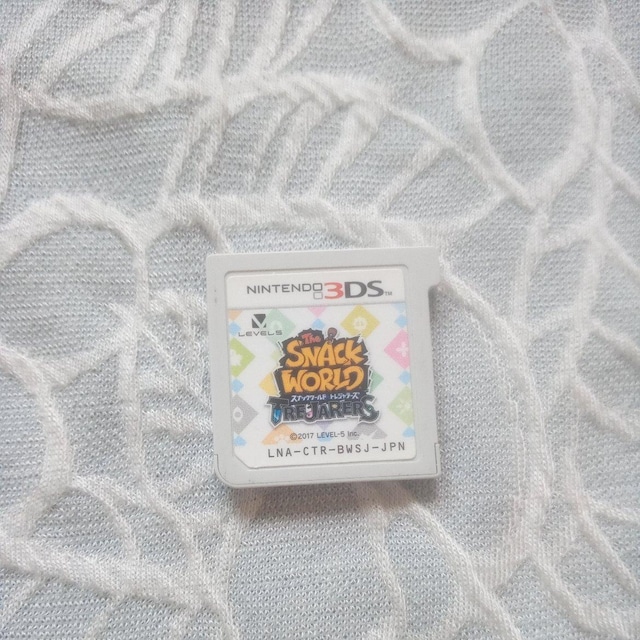 NINTENDO 3DS™
LEVEL5
The
SNACK
WORLD
スナックワールド トレジャラーズ
TREJARERS
©2017 LEVEL-5 Inc.
LNA-CTR-BWSJ-JPN